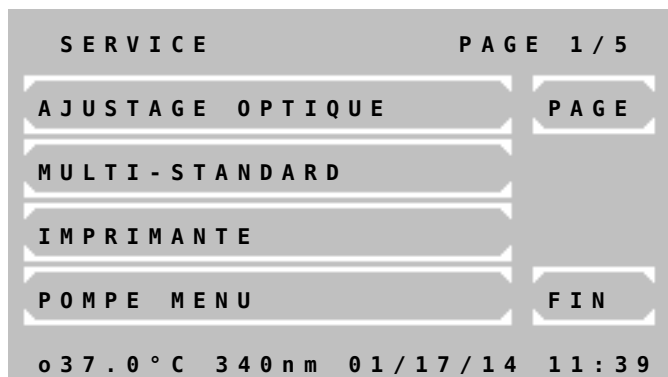 SERVICE PAGE 1/5
AJUSTAGE OPTIQUE PAGE
MULTI-STANDARD
IMPRIMANTE
POMPE MENU FIN
o37.0°C 340nm 01/17/14 11:39